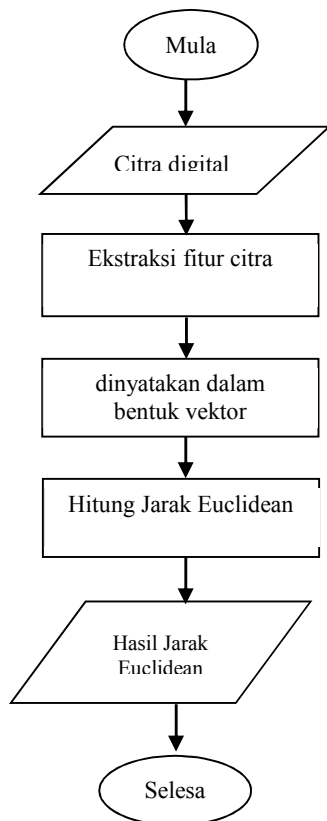 Mula
Citra digital
Ekstraksi fitur citra
dinyatakan dalam
bentuk vektor
Hitung Jarak Euclidean
Hasil Jarak
Euclidean
Selesa